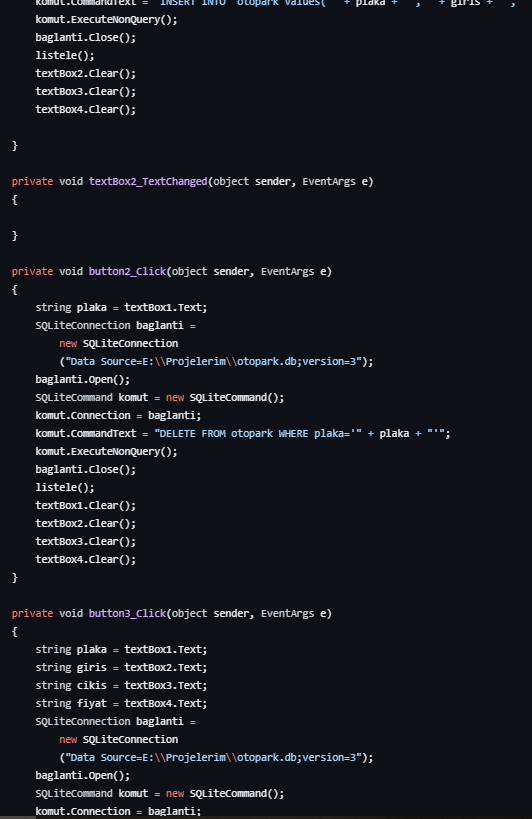 komut.CommandText = "INSERT INTO otopark values('" + plaka + "','" + giris + "',
komut.ExecuteNonQuery();
baglanti.Close();
listele();
textBox2.Clear();
textBox3.Clear();
textBox4.Clear();
}
private void textBox2_TextChanged(object sender, EventArgs e)
{
}
private void button2_Click(object sender, EventArgs e)
{
string plaka = textBox1.Text;
SQLiteConnection baglanti =
new SQLiteConnection
("Data Source=E:\\Projelerim\\otopark.db;version=3");
baglanti.Open();
SQLiteCommand komut = new SQLiteCommand();
komut.Connection = baglanti;
komut.CommandText = "DELETE FROM otopark WHERE plaka='" + plaka + "'";
komut.ExecuteNonQuery();
baglanti.Close();
listele();
textBox1.Clear();
textBox2.Clear();
textBox3.Clear();
textBox4.Clear();
}
private void button3_Click(object sender, EventArgs e)
{
string plaka = textBox1.Text;
string giris = textBox2.Text;
string cikis = textBox3.Text;
string fiyat = textBox4.Text;
SQLiteConnection baglanti =
new SQLiteConnection
("Data Source=E:\\Projelerim\\otopark.db;version=3");
baglanti.Open();
SQLiteCommand komut = new SQLiteCommand();
komut.Connection = baglanti;